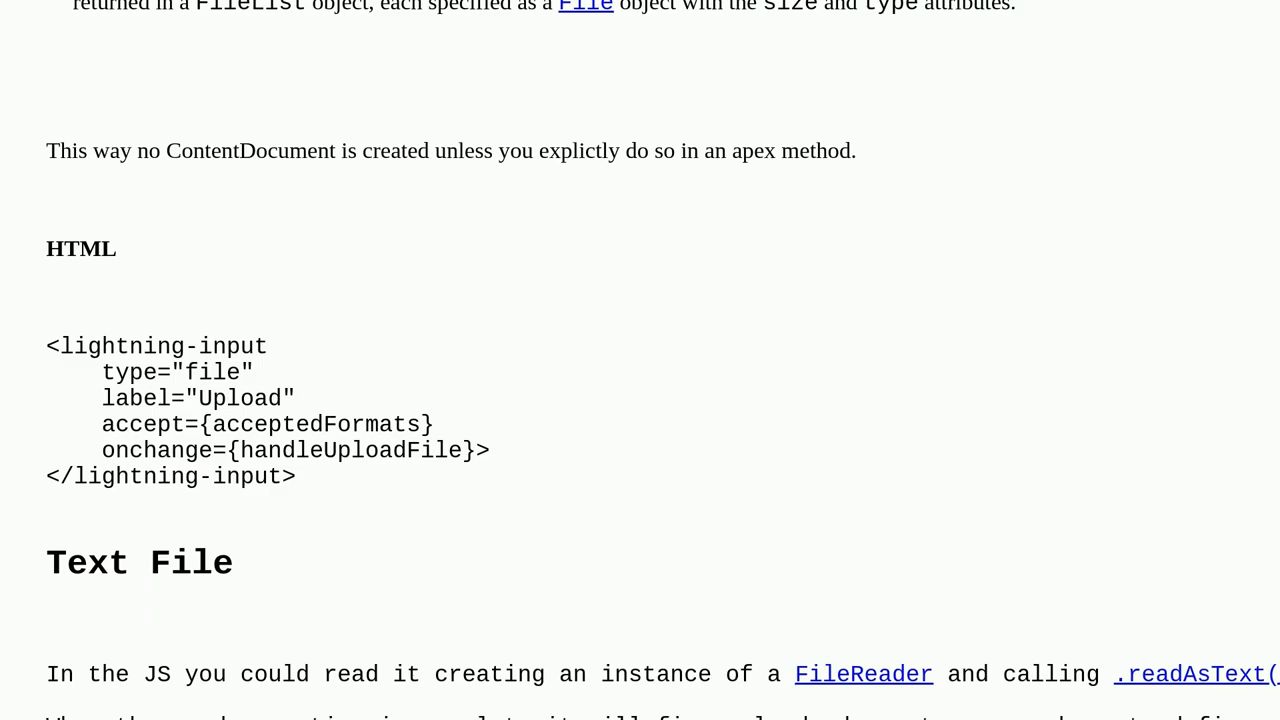 returned in a FileList object, each specified as a File object with the size and type attributes.
This way no ContentDocument is created unless you explictly do so in an apex method.
HTML
<lightning-input
    type="file"
    label="Upload"
    accept={acceptedFormats}
    onchange={handleUploadFile}>
</lightning-input>
Text File
In the JS you could read it creating an instance of a FileReader and calling .readAsText(